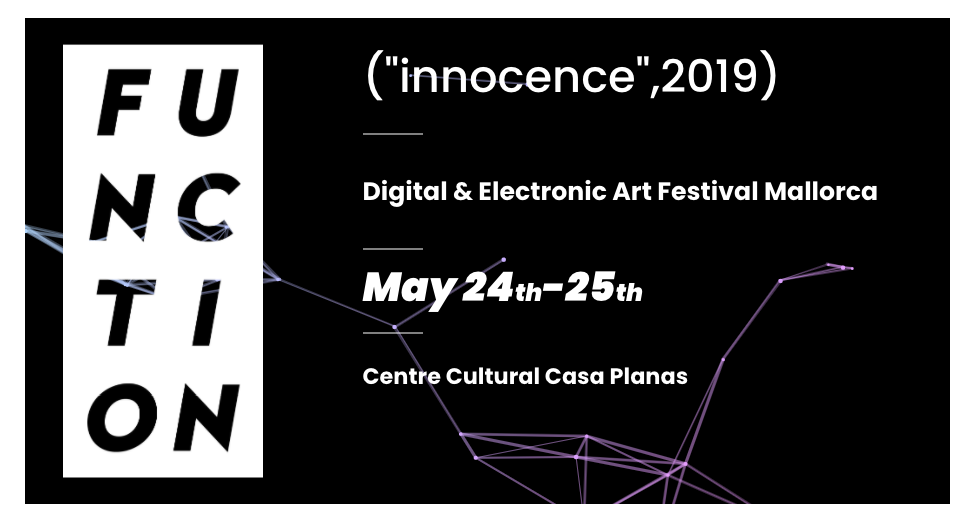 FU
NC
TI
ON
("innocence",2019)
Digital & Electronic Art Festival Mallorca
May 24th-25th
Centre Cultural Casa Planas